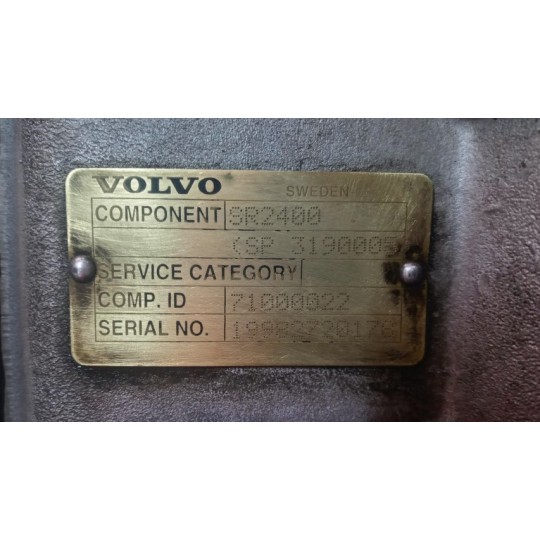 VOLVO SWEDEN
COMPONENT SR2400
(SP 3190005)
SERVICE CATEGORY
COMP. ID 71000022
SERIAL NO.